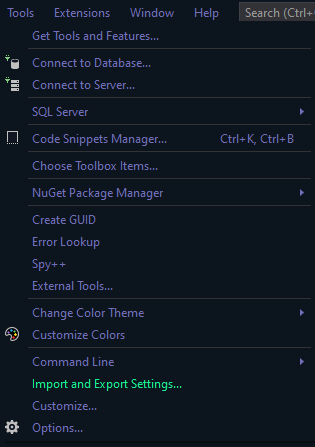 Tools Extensions Window Help Search (Ctrl+
Get Tools and Features...
Connect to Database...
Connect to Server...
SQL Server
Code Snippets Manager... Ctrl+K, Ctrl+B
Choose Toolbox Items...
NuGet Package Manager
Create GUID
Error Lookup
Spy++
External Tools...
Change Color Theme
Customize Colors
Command Line
Import and Export Settings...
Customize...
Options...